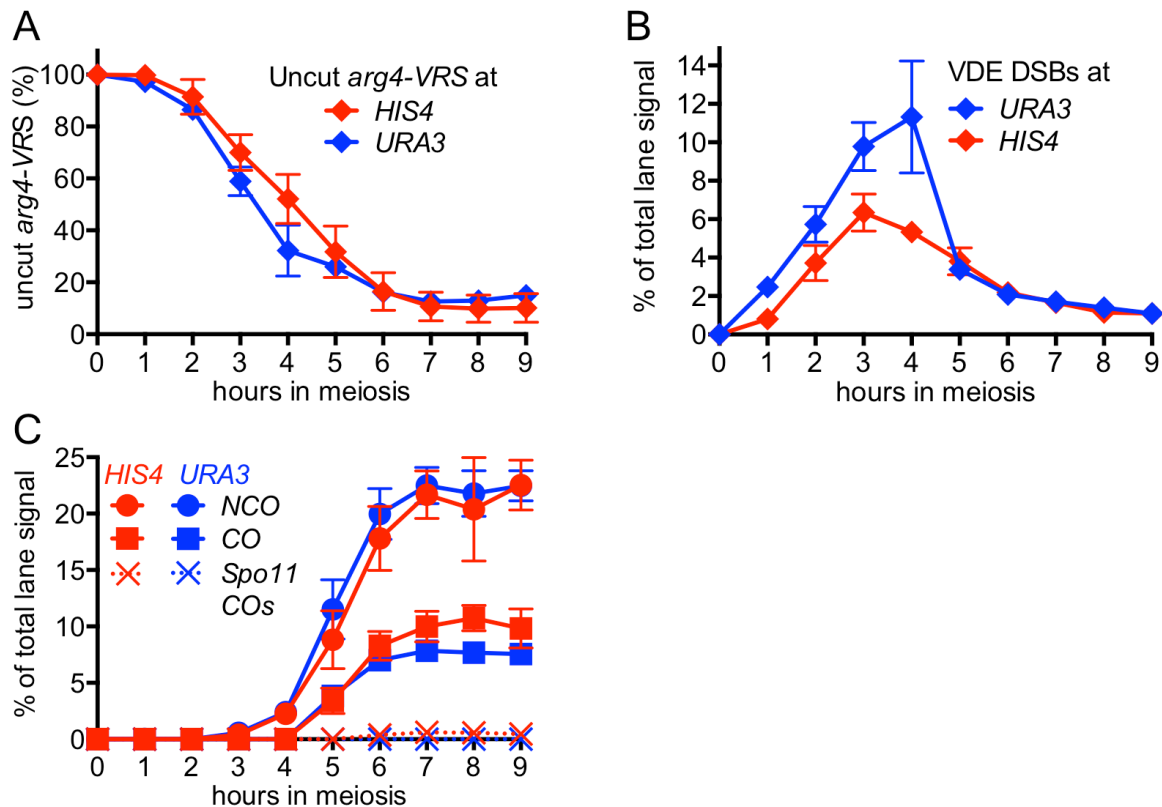 A
uncut arg4-VRS (%)
100
80
60
40
20
0
Uncut arg4-VRS at
HIS4
URA3
0 1 2 3 4 5 6 7 8 9
hours in meiosis
B
% of total lane signal
14
12
10
8
6
4
2
0
VDE DSBs at
URA3
HIS4
0 1 2 3 4 5 6 7 8 9
hours in meiosis
C
% of total lane signal
25
20
15
10
5
0
HIS4 URA3
NCO
CO
Spo11
COs
0 1 2 3 4 5 6 7 8 9
hours in meiosis